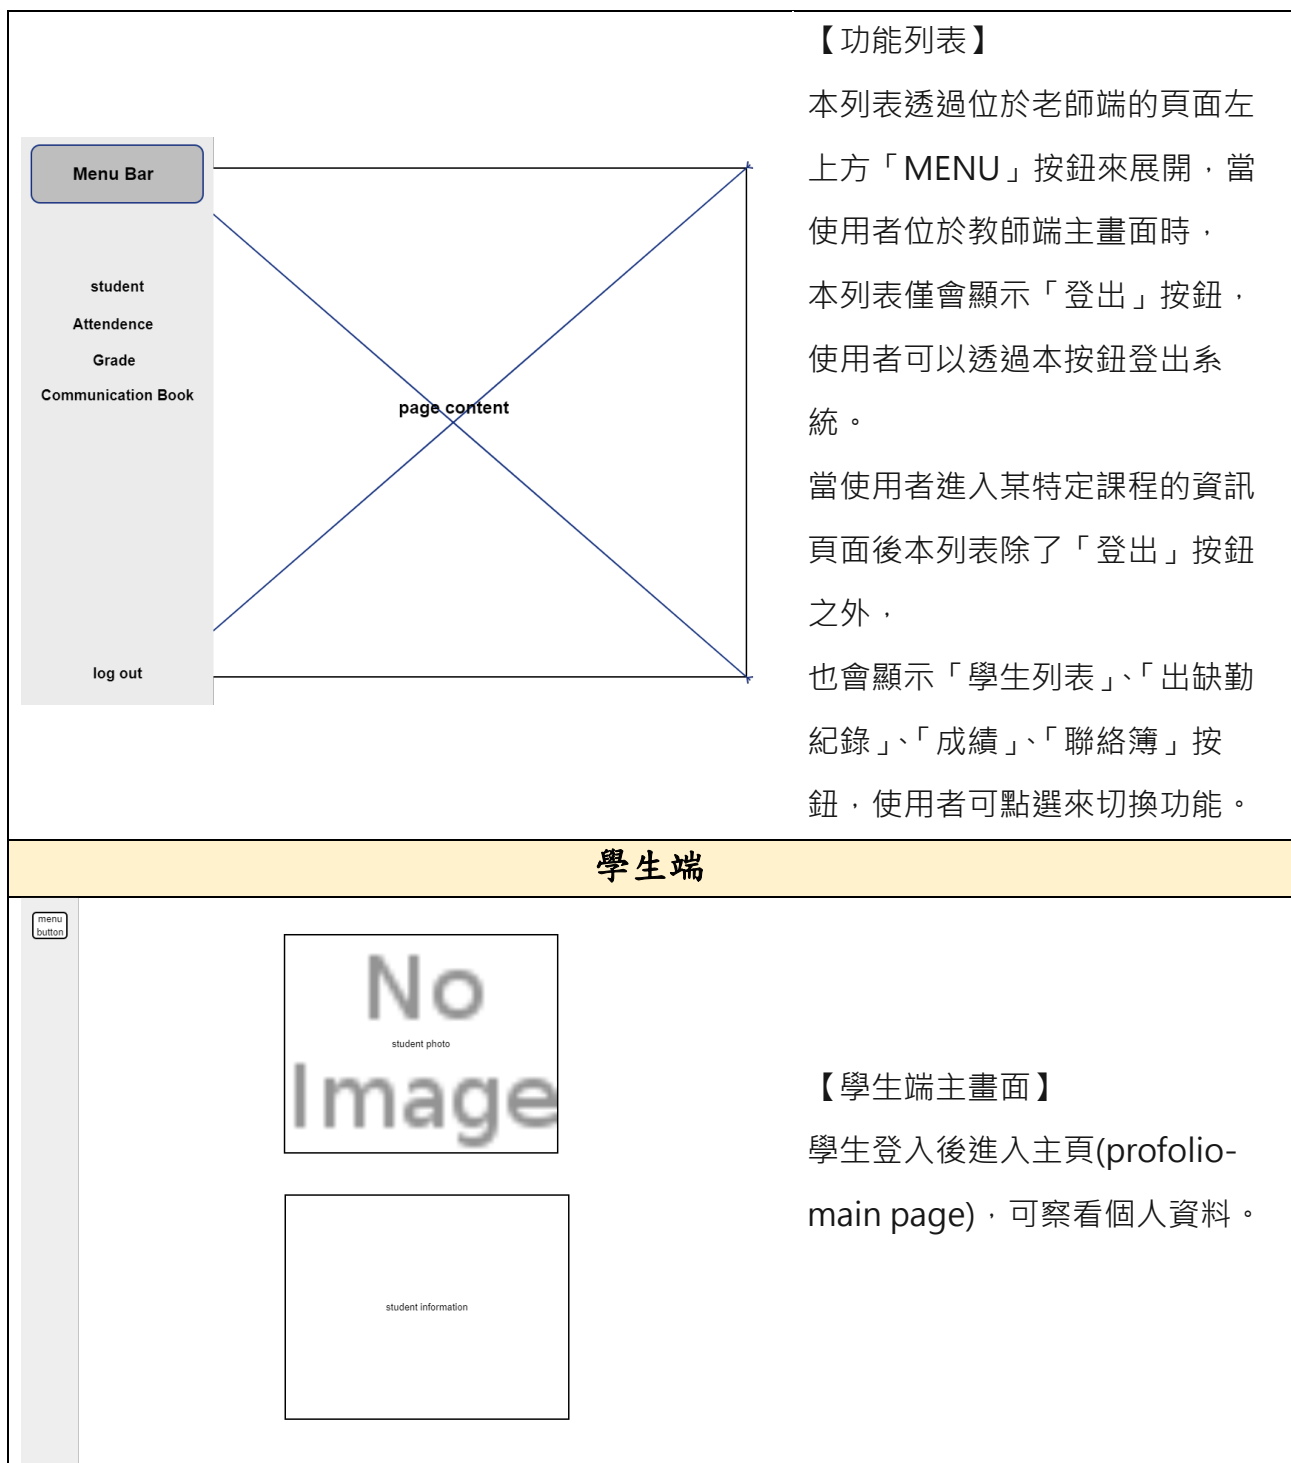 Menu Bar
student
Attendence
Grade
Communication Book
log out
page content
【功能列表】
本列表透過位於老師端的頁面左
上方「MENU」按鈕來展開，當
使用者位於教師端主畫面時，
本列表僅會顯示「登出」按鈕，
使用者可以透過本按鈕登出系
統。
當使用者進入某特定課程的資訊
頁面後本列表除了「登出」按鈕
之外，
也會顯示「學生列表」、「出缺勤
紀錄」、「成績」、「聯絡簿」按
鈕，使用者可點選來切換功能。
學生端
menu
button
No
student photo
Image
student information
【學生端主畫面】
學生登入後進入主頁(profolio-
main page)，可察看個人資料。